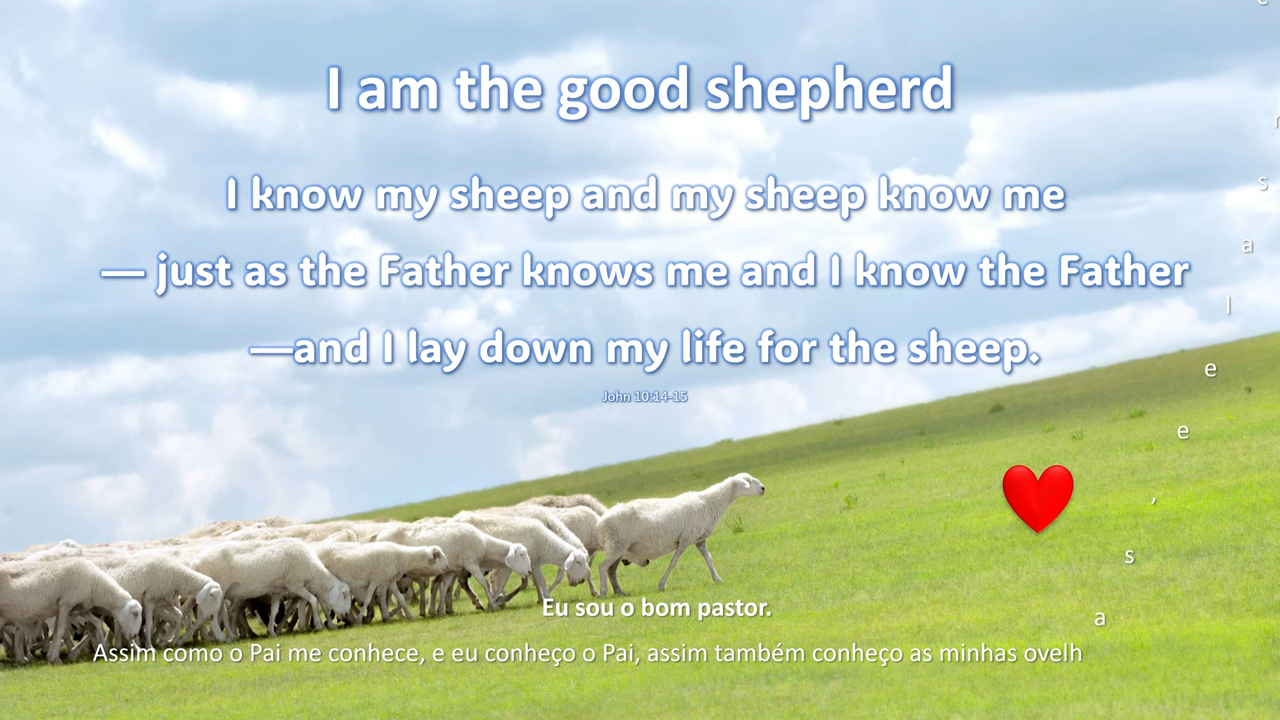 I am the good shepherd
I know my sheep and my sheep know me
— just as the Father knows me and I know the Father
—and I lay down my life for the sheep.
John 10:14-15
Eu sou o bom pastor.
Assim como o Pai me conhece, e eu conheço o Pai, assim também conheço as minhas ovelhas, e ela s